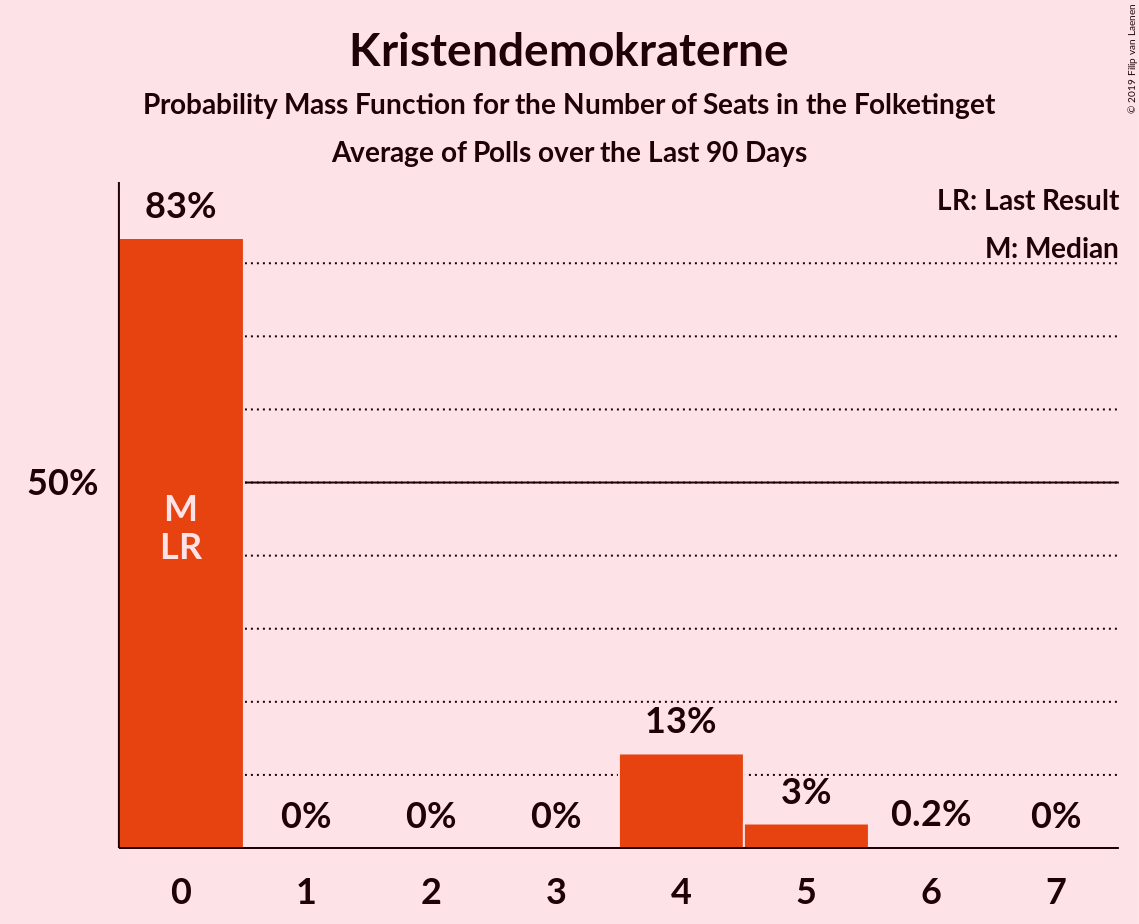 Kristendemokraterne
Probability Mass Function for the Number of Seats in the Folketinget
Average of Polls over the Last 90 Days
© 2019 Filip van Laenen
LR: Last Result
M: Median
83%
50%
M
LR
13%
3%
0%
0%
0%
0.2%
0%
0
1
2
3
4
5
6
7